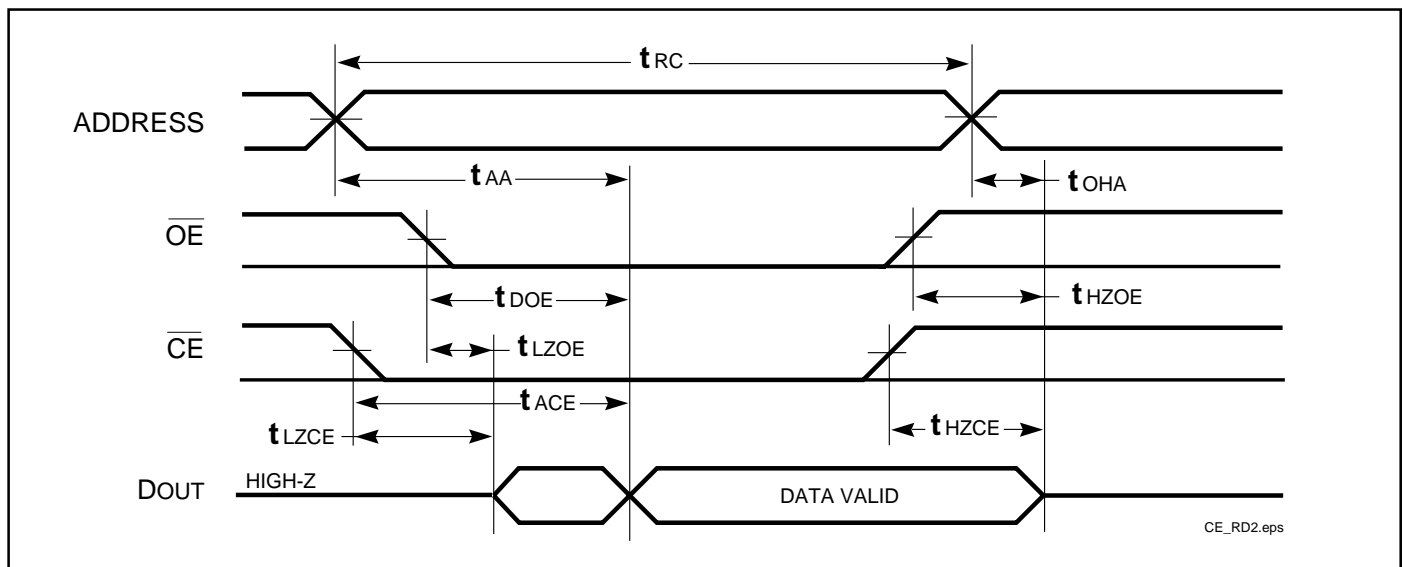 tRC
ADDRESS
tAA
tOHA
OE
tDOE
tHZOE
CE
tLZOE
tACE
tLZCE
tHZCE
DOUT
HIGH-Z
DATA VALID
CE_RD2.eps